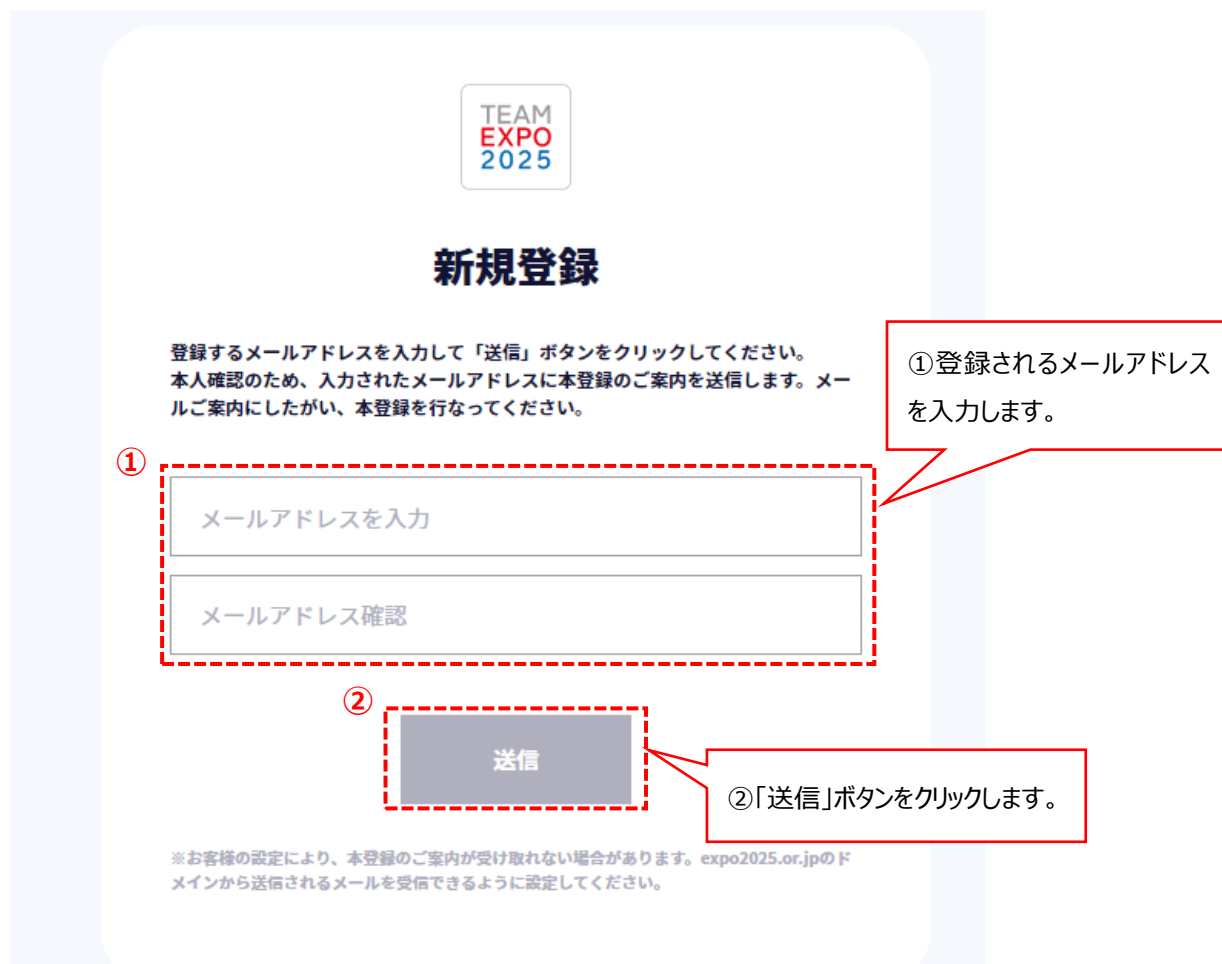 TEAM
EXPO
2025
新規登録
登録するメールアドレスを入力して「送信」ボタンをクリックしてください。
本人確認のため、入力されたメールアドレスに本登録のご案内を送信します。メー
ルご案内にしたがい、本登録を行なってください。
①登録されるメールアドレス
を入力します。
①
メールアドレスを入力
メールアドレス確認
②
送信
②「送信」ボタンをクリックします。
※お客様の設定により、本登録のご案内が受け取れない場合があります。expo2025.or.jpのド
メインから送信されるメールを受信できるように設定してください。